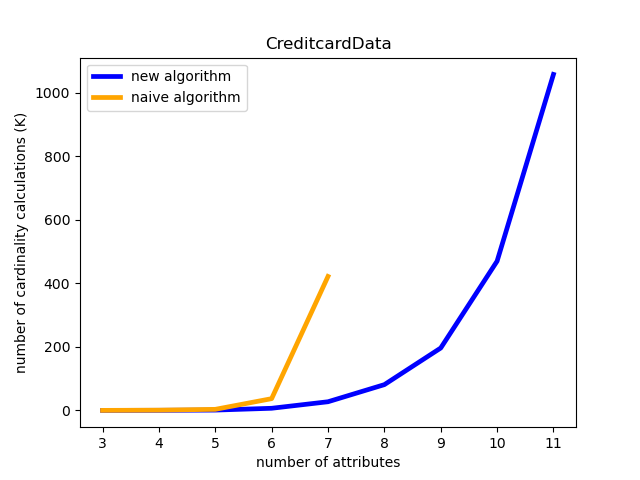 CreditcardData
new algorithm
naive algorithm
number of cardinality calculations (K)
1000
800
600
400
200
0
3 4 5 6 7 8 9 10 11
number of attributes